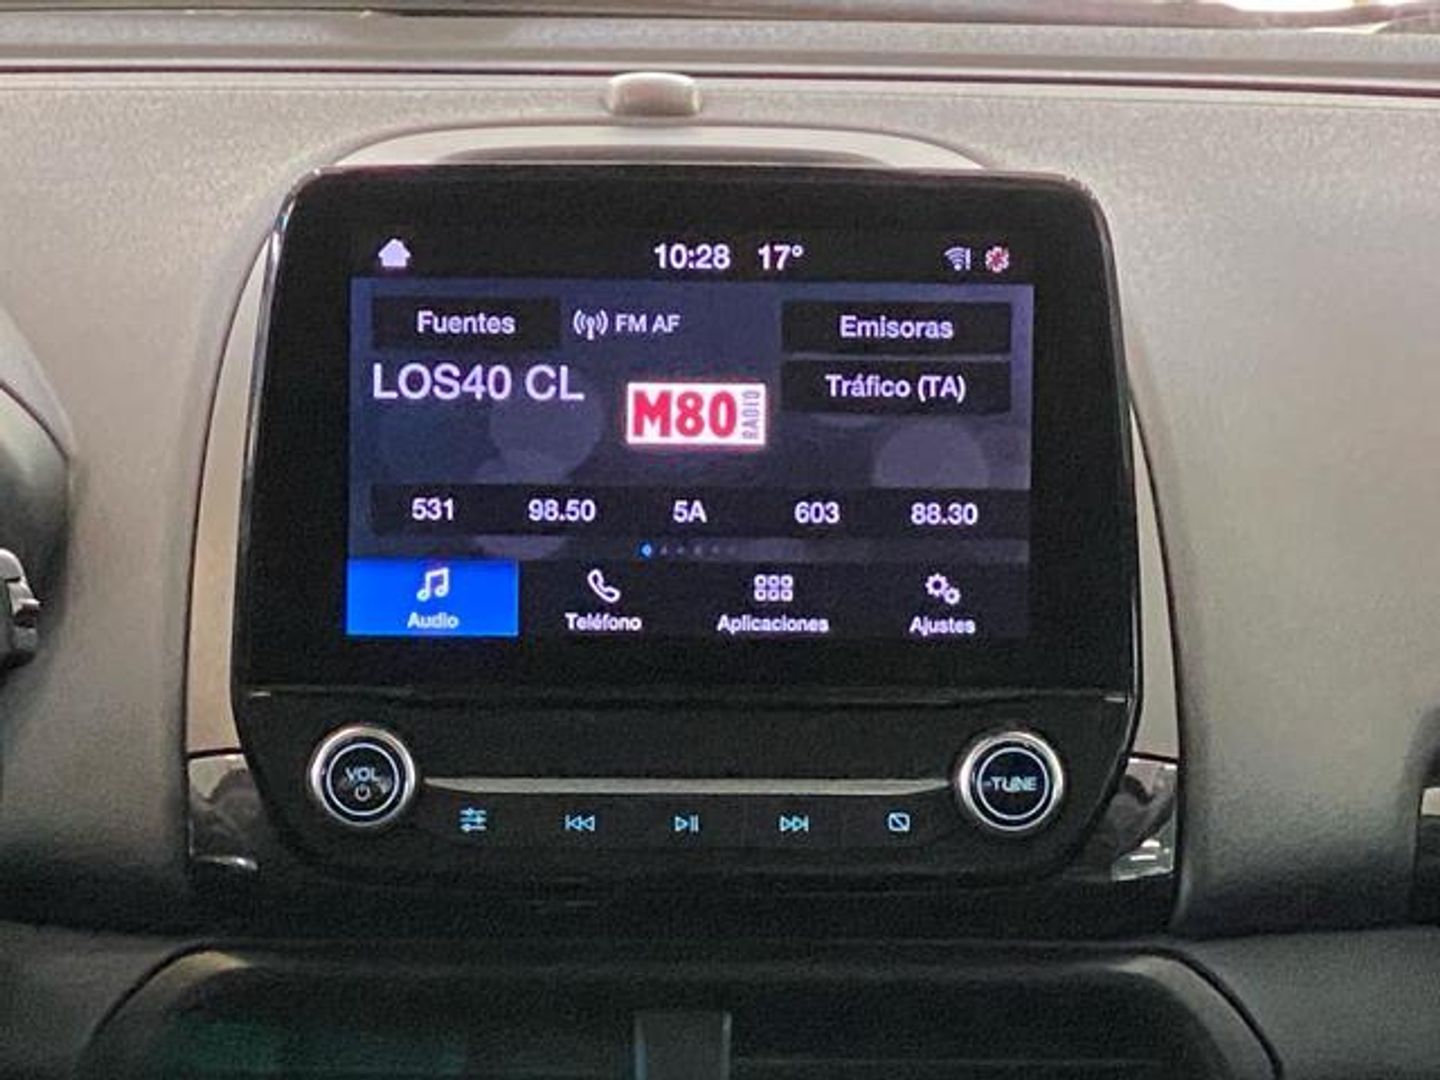 10:28 17°
Fuentes FM AF Emisoras
LOS40 CL M80 RADIO Tráfico (TA)
531 98.50 5A 603 88.30
Audio Teléfono Aplicaciones Ajustes
VOL TUNE